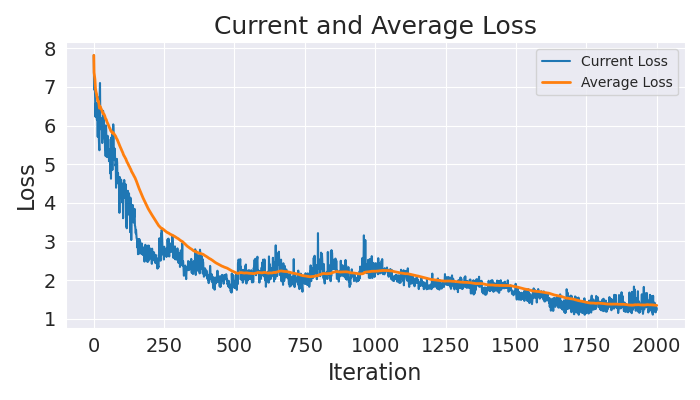 Current and Average Loss
Current Loss
Average Loss
8
7
6
5
4
3
2
1
Loss
0 250 500 750 1000 1250 1500 1750 2000
Iteration